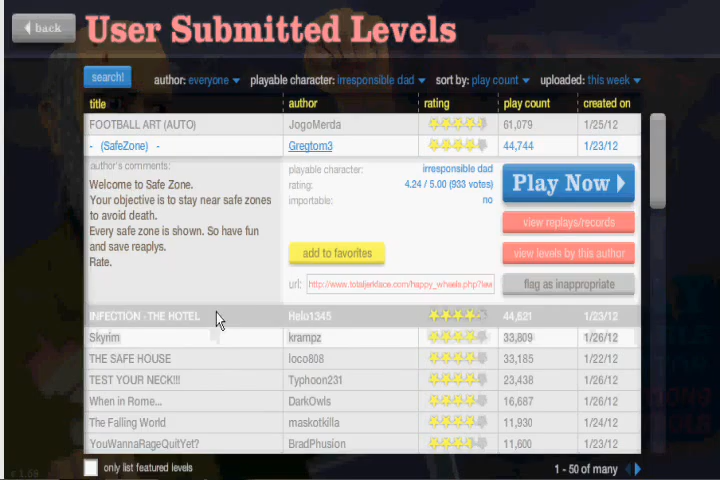 back
User Submitted Levels
search! author: everyone playable character: irresponsible dad sort by: play count uploaded: this week
title author rating play count created on
FOOTBALL ART (AUTO) JogoMerda 61,079 1/25/12
- (SafeZone) - Gregtom3 44,744 1/23/12
author's comments:
Welcome to Safe Zone.
Your objective is to stay near safe zones
to avoid death.
Every safe zone is shown. So have fun
and save reaplys.
Rate.
playable character: irresponsible dad
rating: 4.24 / 5.00 (933 votes)
importable: no
Play Now
view replays/records
add to favorites
view levels by this author
url: http://www.totaljerkface.com/happy_wheels.php?lev
flag as inappropriate
INFECTION -THE HOTEL Helo1345 44,621 1/23/12
Skyrim krampz 33,809 1/26/12
THE SAFE HOUSE loco808 33,185 1/22/12
TEST YOUR NECK!!! Typhoon231 23,438 1/26/12
When in Rome... DarkOwls 16,687 1/26/12
The Falling World maskotkilla 11,930 1/24/12
YouWannaRageQuitYet? BradPhusion 11,600 1/23/12
only list featured levels
1 - 50 of many